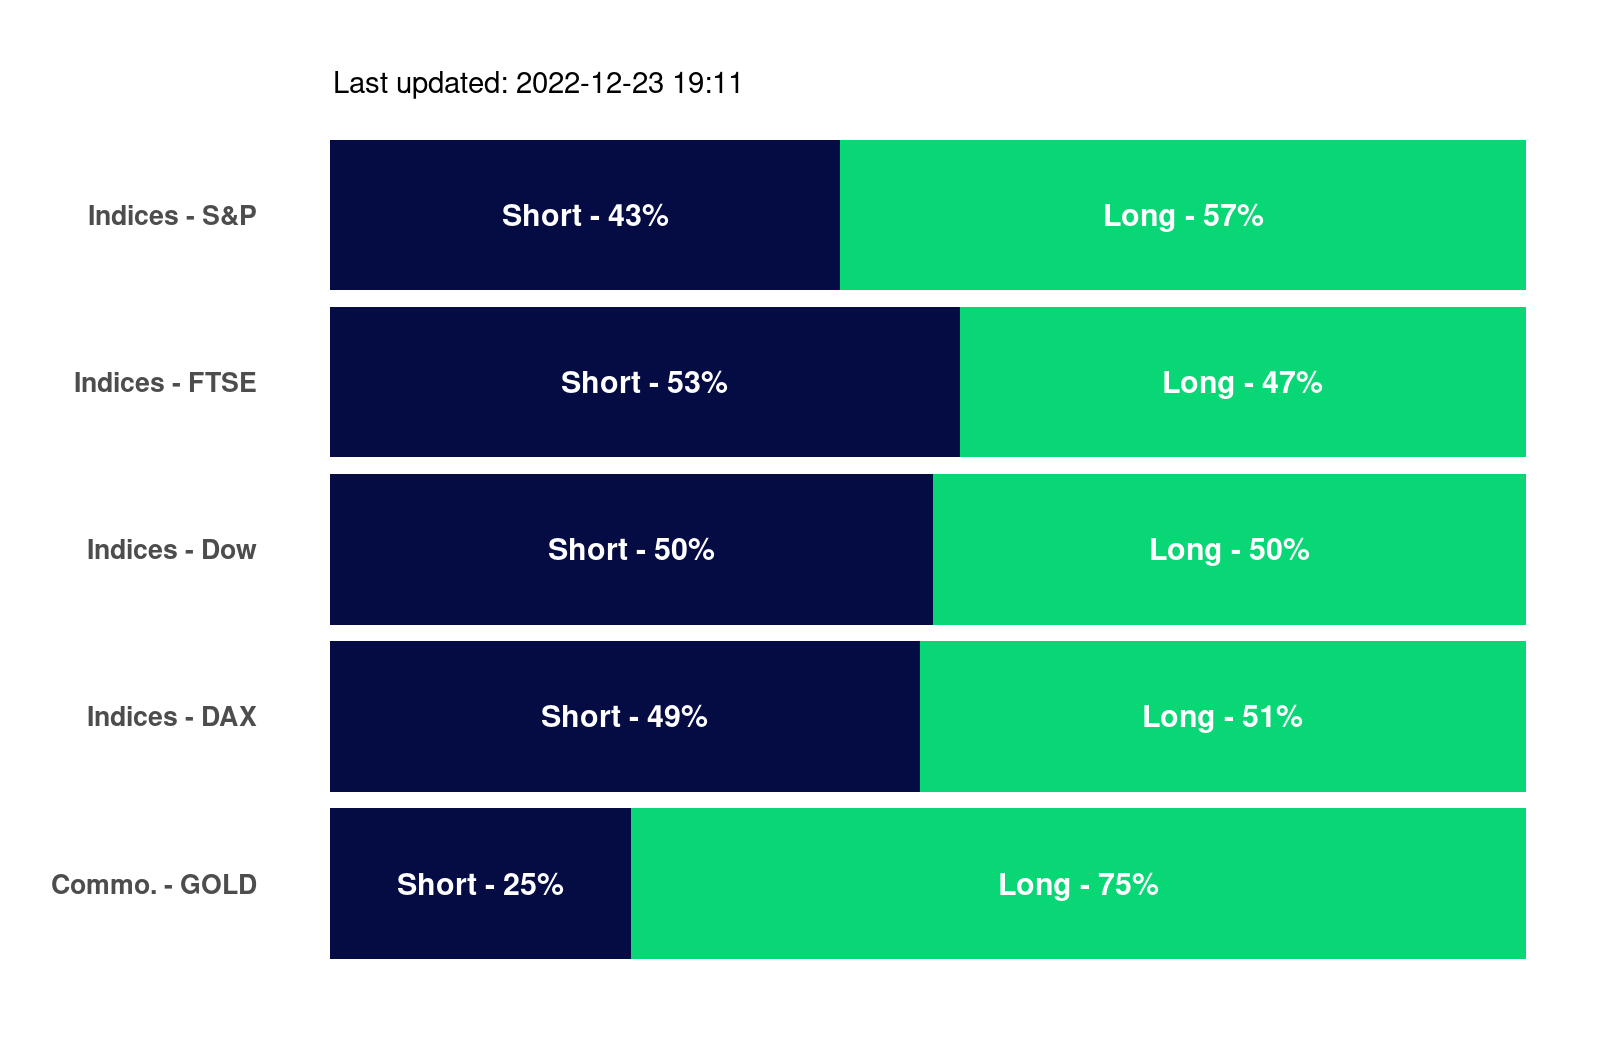 Last updated: 2022-12-23 19:11
Indices - S&P Short - 43% Long - 57%
Indices - FTSE Short - 53% Long - 47%
Indices - Dow Short - 50% Long - 50%
Indices - DAX Short - 49% Long - 51%
Commo. - GOLD Short - 25% Long - 75%